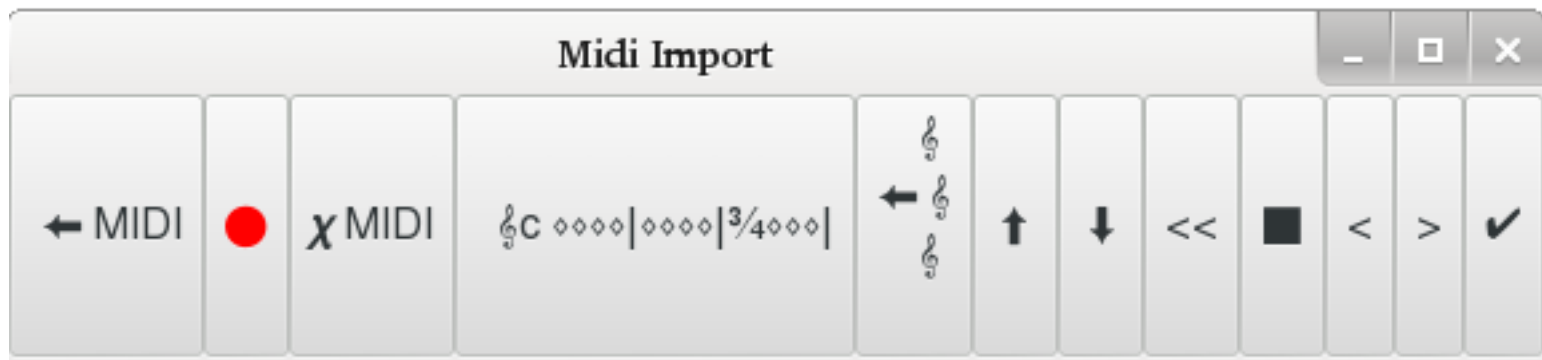 Midi Import
🡸 MIDI
χ MIDI
𝄞c ⋄⋄⋄⋄|⋄⋄⋄⋄|¾⋄⋄⋄|
<<
<
>